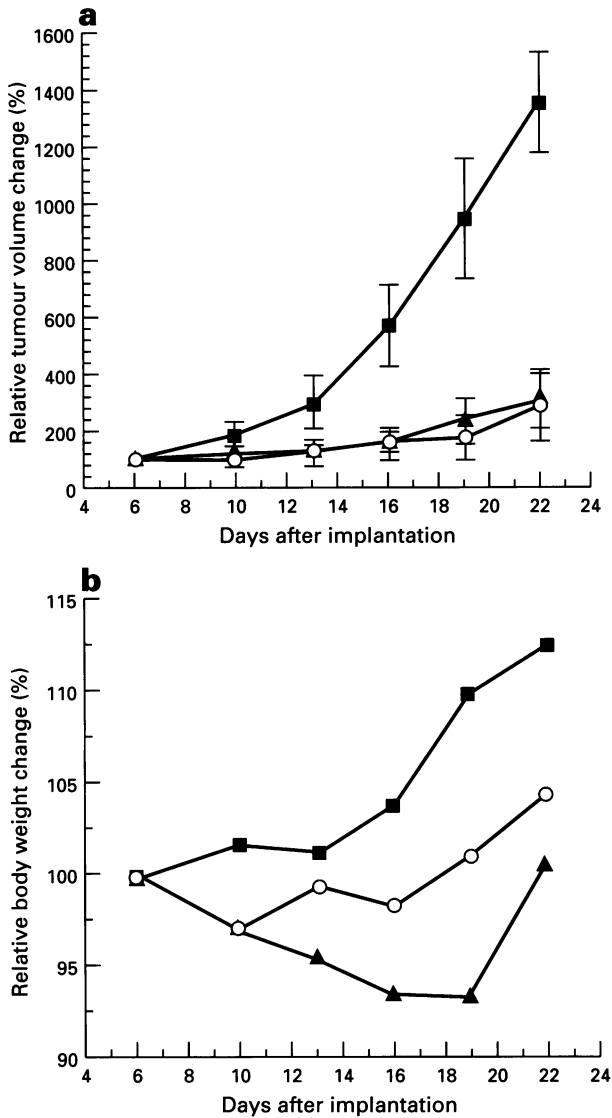 a
Relative tumour volume change (%)
1600
1400
1200
1000
800
600
400
200
0
4 6 8 10 12 14 16 18 20 22 24
Days after implantation
b
Relative body weight change (%)
115
110
105
100
95
90
4 6 8 10 12 14 16 18 20 22 24
Days after implantation